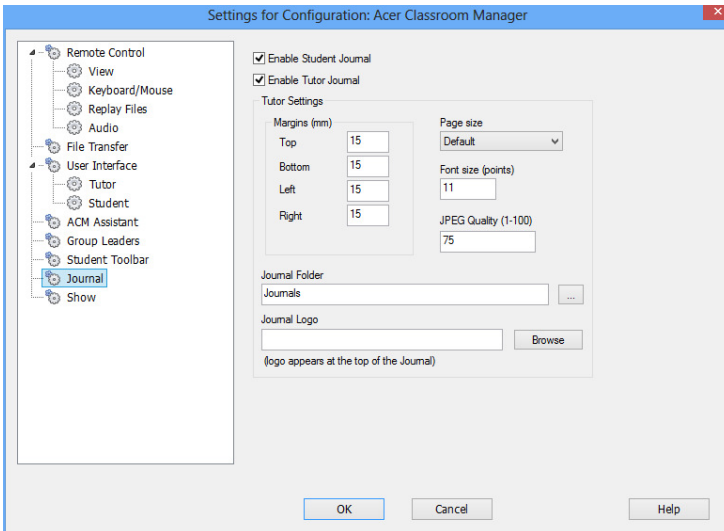 Settings for Configuration: Acer Classroom Manager
Remote Control
View
Keyboard/Mouse
Replay Files
Audio
File Transfer
User Interface
Tutor
Student
ACM Assistant
Group Leaders
Student Toolbar
Journal
Show
Enable Student Journal
Enable Tutor Journal
Tutor Settings
Margins (mm)
Top 15
Bottom 15
Left 15
Right 15
Page size
Default
Font size (points)
11
JPEG Quality (1-100)
75
Journal Folder
Journals ...
Journal Logo
Browse
(logo appears at the top of the Journal)
OK Cancel Help